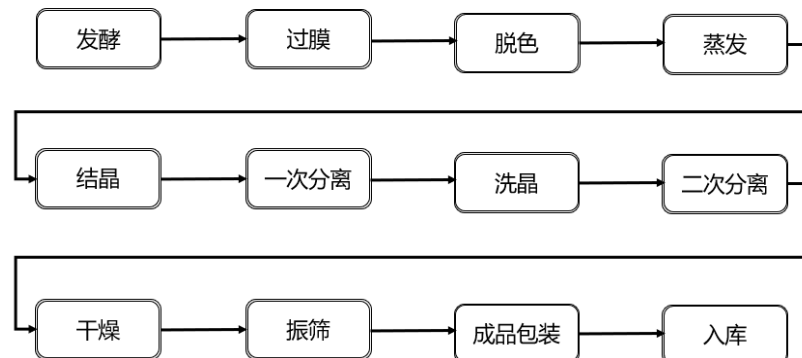 发酵 过膜 脱色 蒸发
结晶 一次分离 洗晶 二次分离
干燥 振筛 成品包装 入库